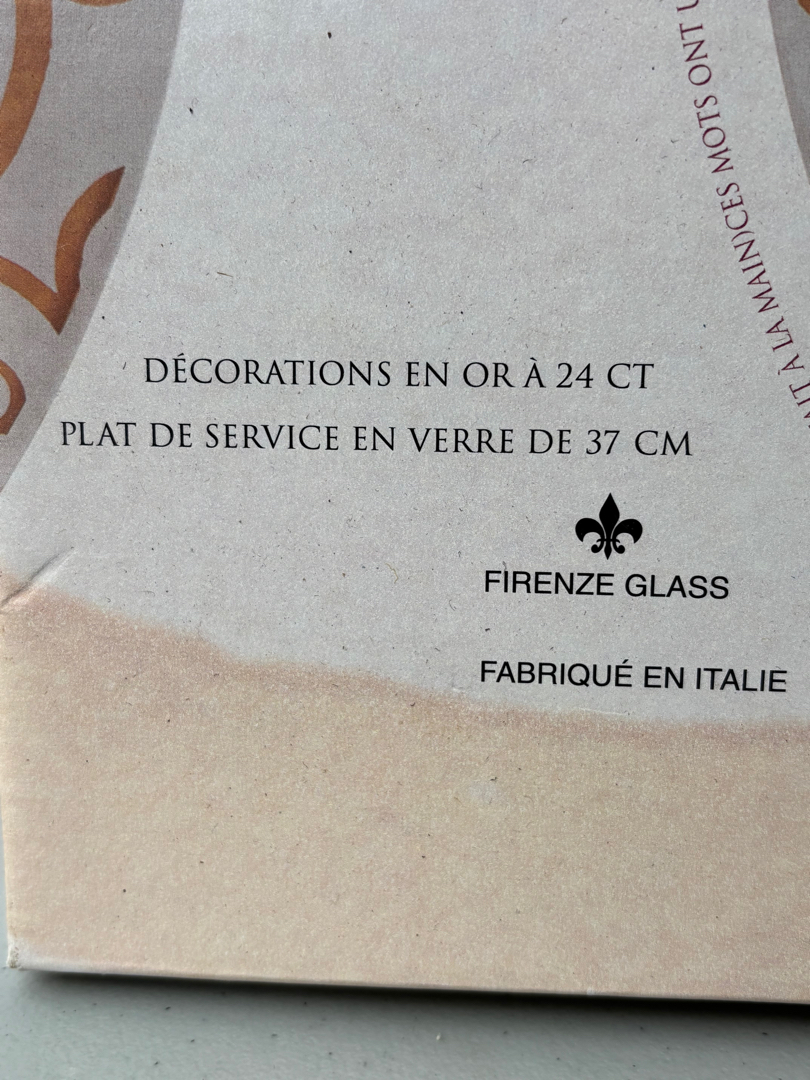 DÉCORATIONS EN OR À 24 CT
PLAT DE SERVICE EN VERRE DE 37 CM
FIRENZE GLASS
FABRIQUÉ EN ITALIE
À LA MAIN)CES MOTS ONT